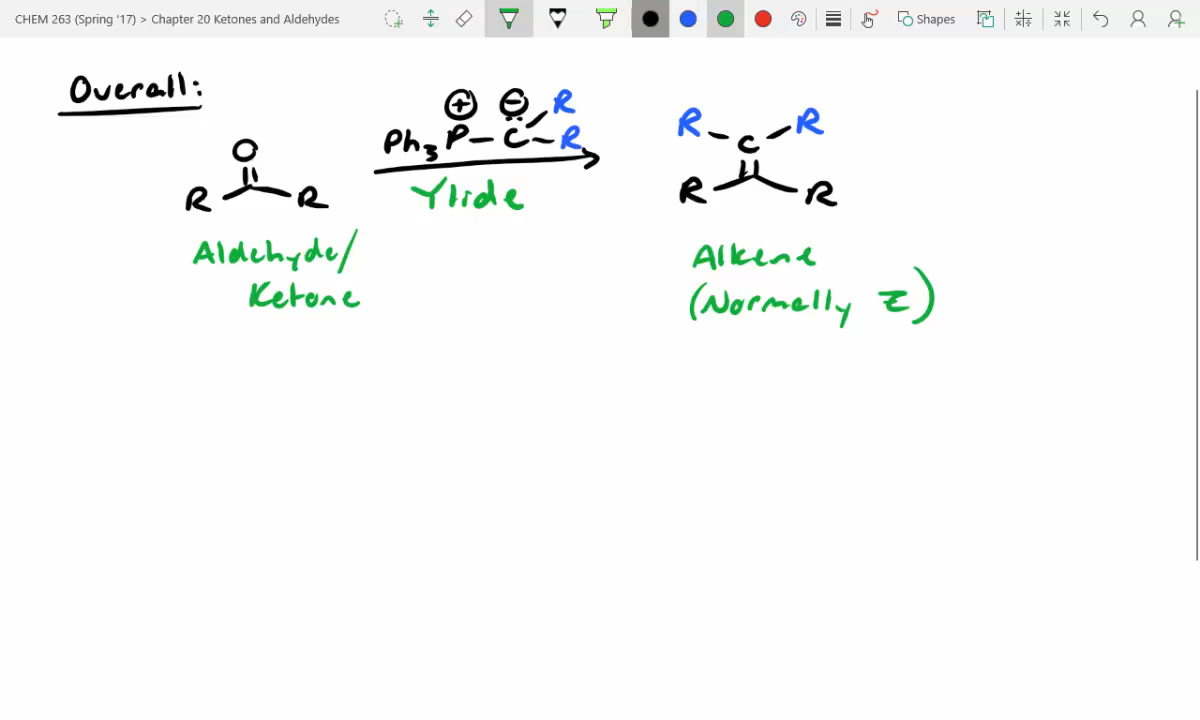 CHEM 263 (Spring '17) > Chapter 20 Ketones and Aldehydes
Shapes
Overall:
⊕ ⊖ R
Ph3P–C̈–R
O
R R
Ylide
R C R
R R
Aldehyde/
Ketone
Alkene
(Normally Z)